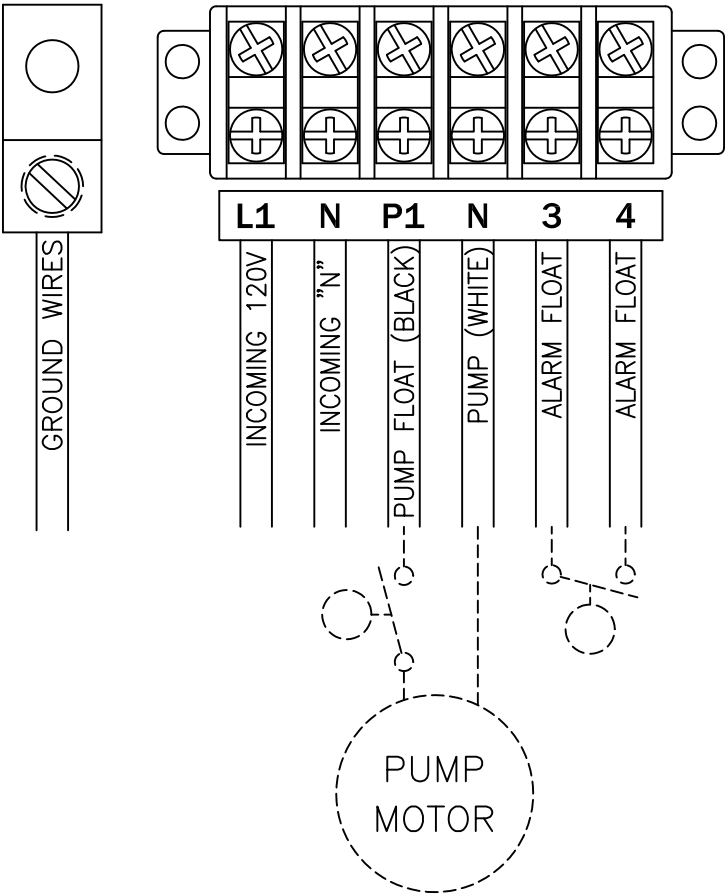 L1 N P1 N 3 4
GROUND WIRES
INCOMING 120V
INCOMING "N"
PUMP FLOAT (BLACK)
PUMP (WHITE)
ALARM FLOAT
ALARM FLOAT
PUMP
MOTOR